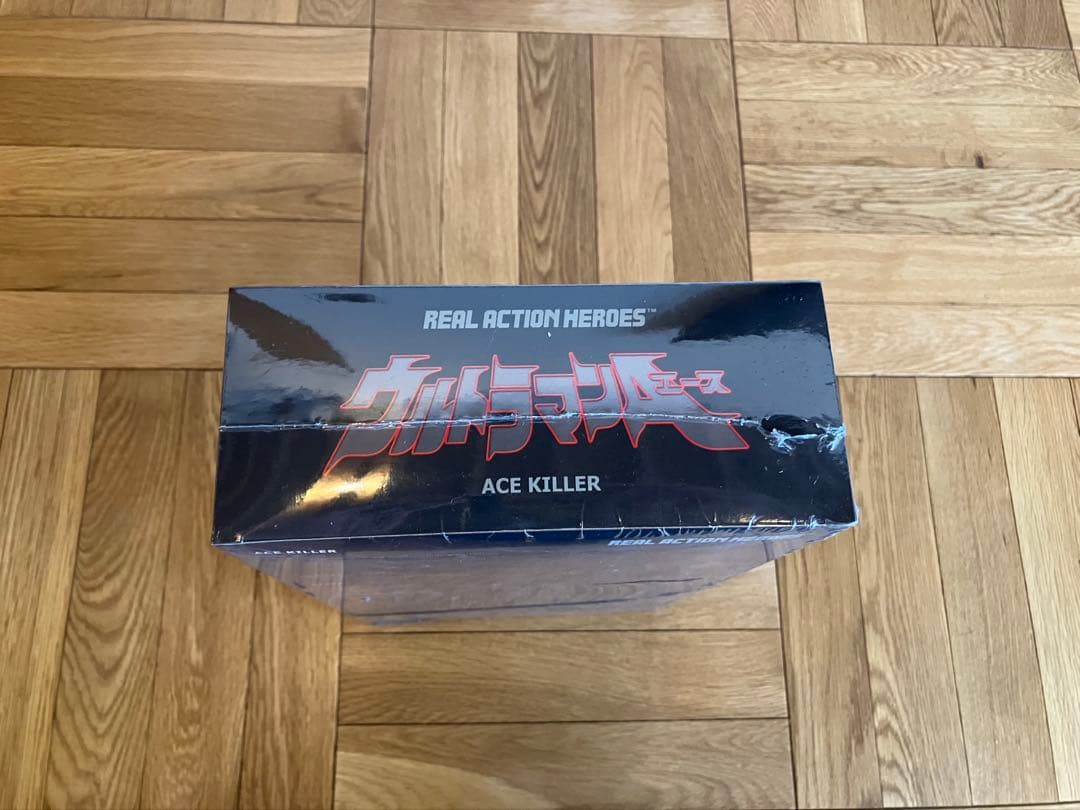 REAL ACTION HEROES™
ウルトラマンAエース
ACE KILLER
ACE KILLER
REAL ACTION HEROES